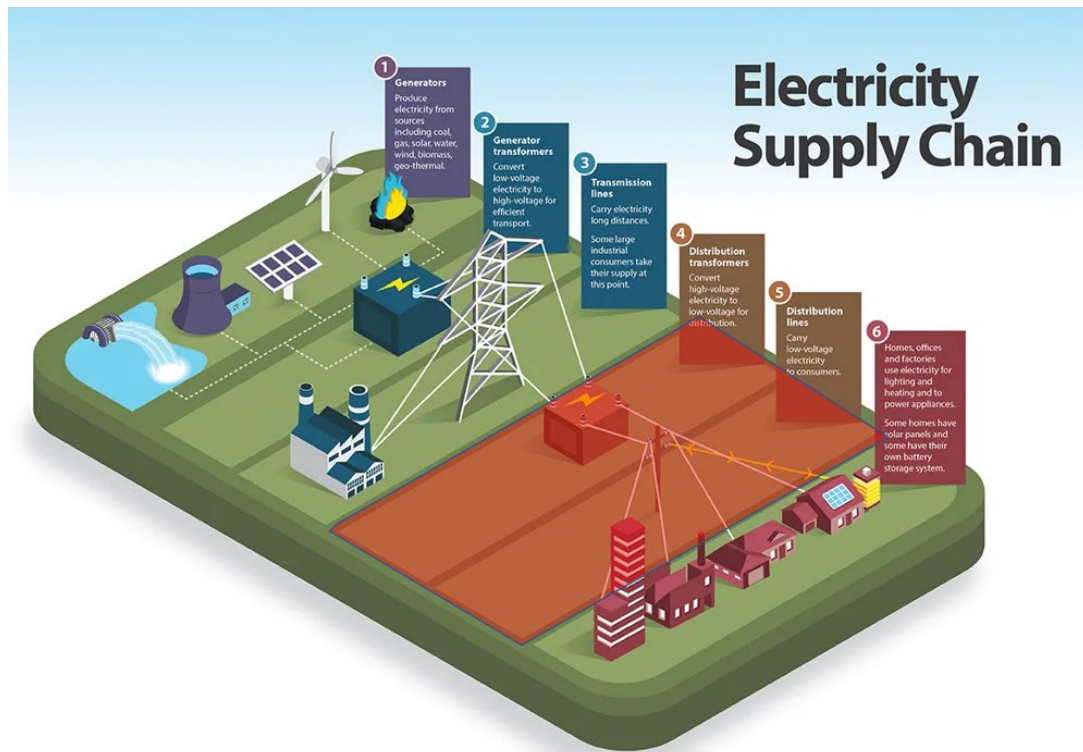 Electricity
Supply Chain
1
Generators
Produce
electricity from
sources
including coal,
gas, solar, water,
wind, biomass,
geo-thermal.
2
Generator
transformers
Convert
low-voltage
electricity to
high-voltage for
efficient
transport.
3
Transmission
lines
Carry electricity
long distances.
Some large
industrial
consumers take
their supply at
this point.
4
Distribution
transformers
Convert
high-voltage
electricity to
low-voltage for
distribution.
5
Distribution
lines
Carry
low-voltage
electricity
to consumers.
6
Homes, offices
and factories
use electricity for
lighting and
heating and to
power appliances.
Some homes have
solar panels and
some have their
own battery
storage system.